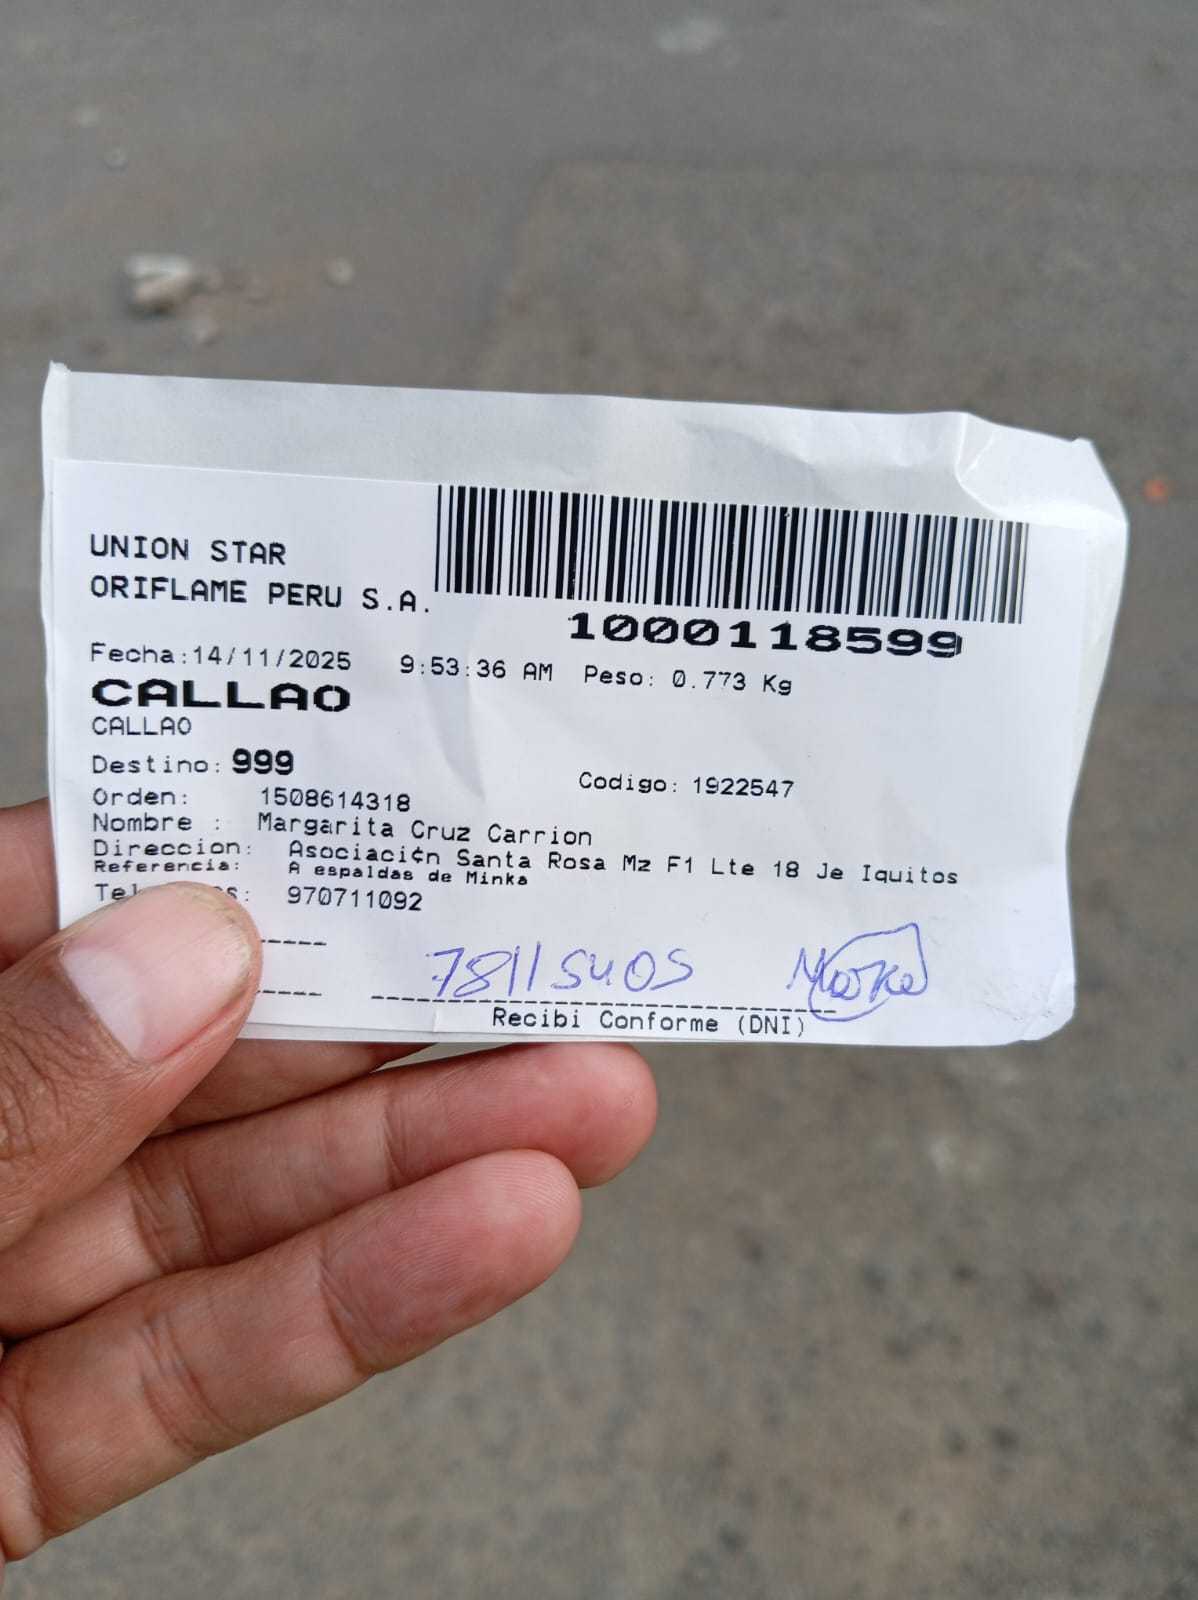 UNION STAR
ORIFLAME PERU S.A.
1000118599
Fecha:14/11/2025 9:53:36 AM Peso: 0.773 Kg
CALLAO
CALLAO
Destino: 999
Codigo: 1922547
Orden: 1508614318
Nombre : Margarita Cruz Carrion
Direccion: Asociaci¢n Santa Rosa Mz F1 Lte 18 Je Iquitos
Referencia: A espaldas de Minka
970711092
Recibi Conforme (DNI)